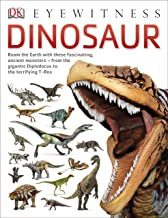 DK EYEWITNESS
DINOSAUR
Roam the Earth with these fascinating,
ancient monsters – from the
gigantic Diplodocus to
the terrifying T-Rex